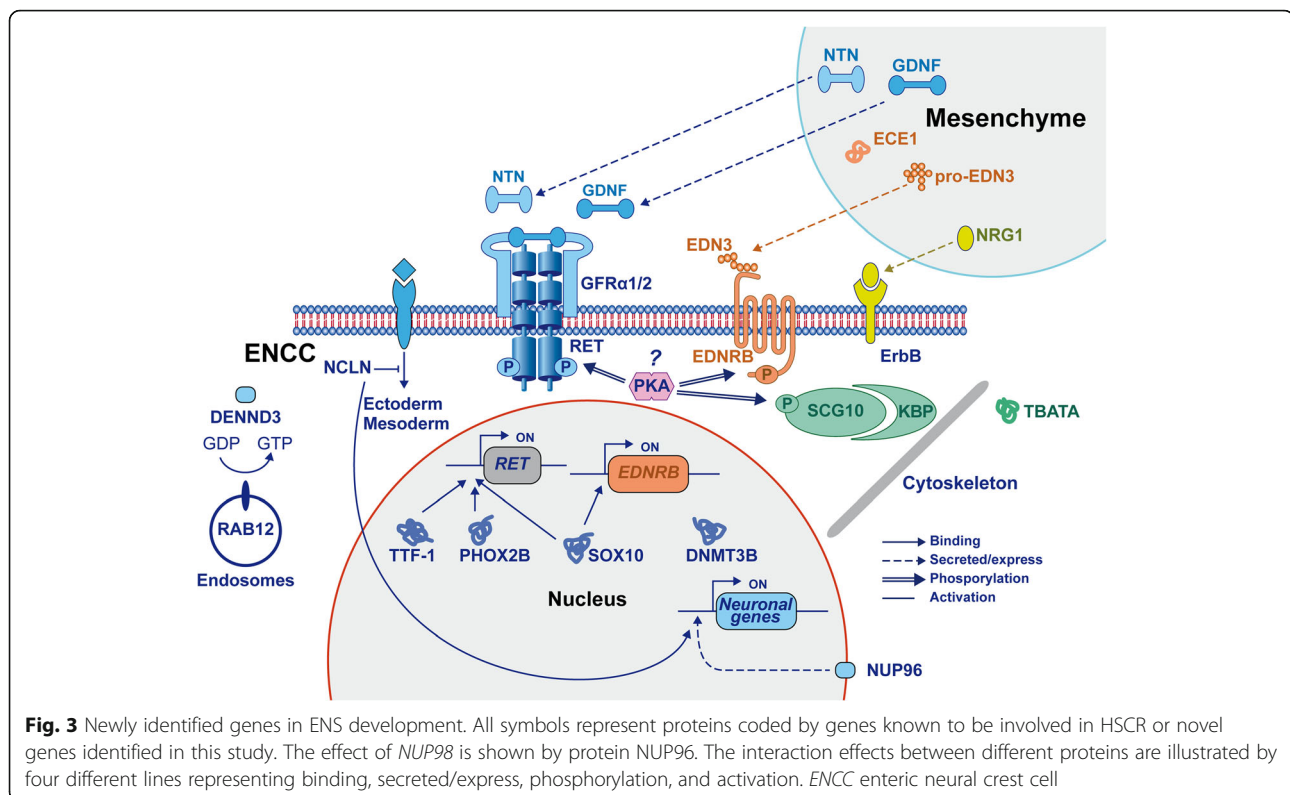 NTN
GDNF
Mesenchyme
ECE1
pro-EDN3
NTN
GDNF
NRG1
EDN3
GFRα1/2
ENCC
NCLN
RET
EDNRB
ErbB
P
P
?
PKA
P
P
SCG10
KBP
TBATA
Ectoderm
Mesoderm
DENND3
GDP GTP
ON
RET
ON
EDNRB
Cytoskeleton
RAB12
Endosomes
TTF-1
PHOX2B
SOX10
DNMT3B
Binding
Secreted/express
Phosporylation
Activation
Nucleus
ON
Neuronal
genes
NUP96
Fig. 3 Newly identified genes in ENS development. All symbols represent proteins coded by genes known to be involved in HSCR or novel
genes identified in this study. The effect of NUP98 is shown by protein NUP96. The interaction effects between different proteins are illustrated by
four different lines representing binding, secreted/express, phosphorylation, and activation. ENCC enteric neural crest cell